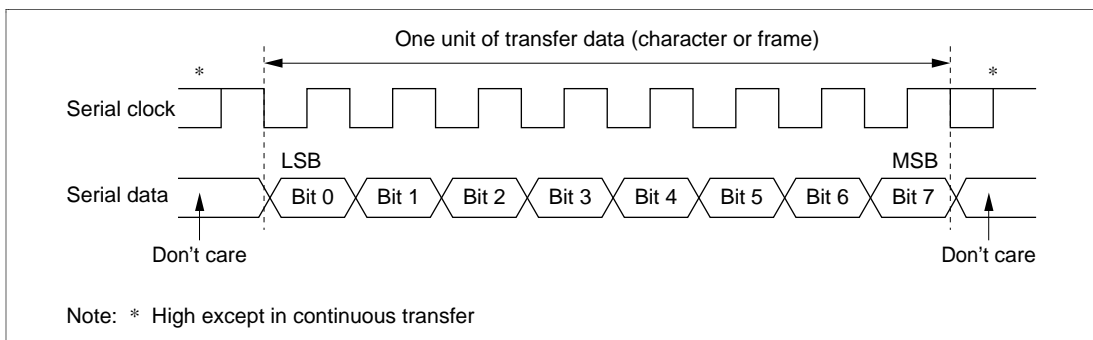 One unit of transfer data (character or frame)
* *
Serial clock
LSB MSB
Serial data Bit 0 Bit 1 Bit 2 Bit 3 Bit 4 Bit 5 Bit 6 Bit 7
Don't care Don't care
Note: * High except in continuous transfer